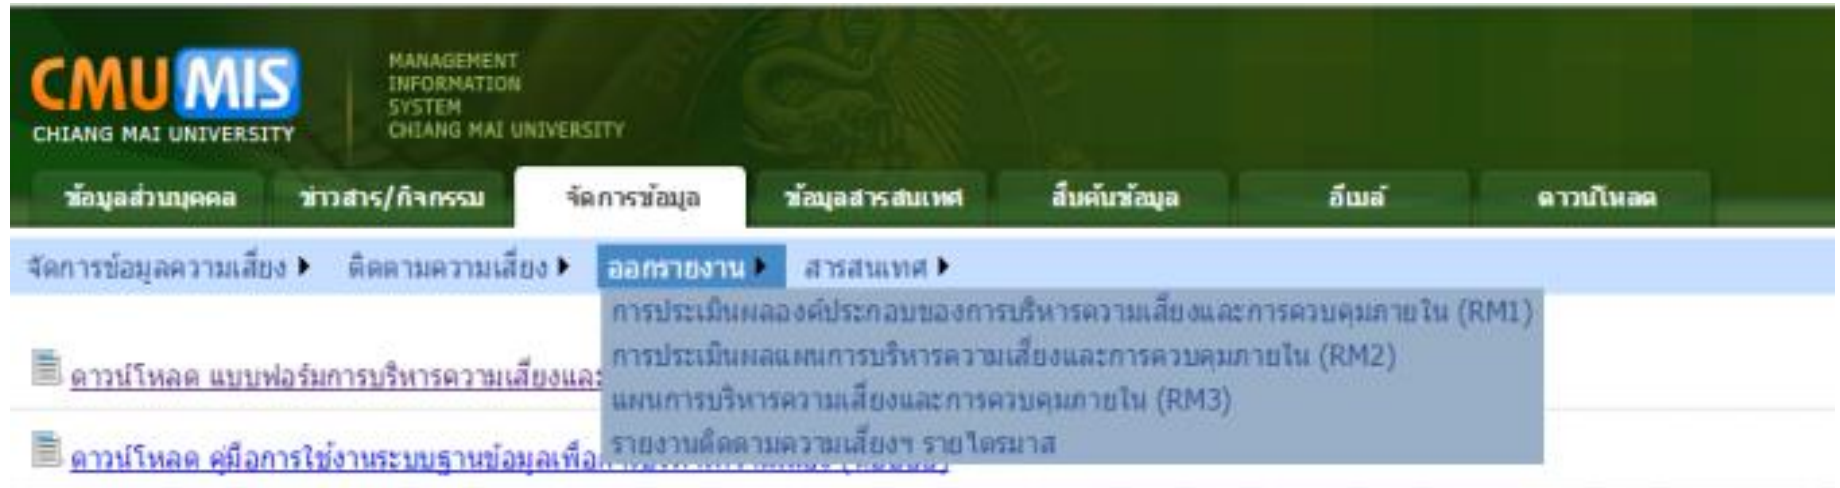 CMU MIS
CHIANG MAI UNIVERSITY
MANAGEMENT
INFORMATION
SYSTEM
CHIANG MAI UNIVERSITY
ข้อมูลส่วนบุคคล ข่าวสาร/กิจกรรม จัดการข้อมูล ข้อมูลสารสนเทศ สืบค้นข้อมูล อีเมล์ ดาวน์โหลด
จัดการข้อมูลความเสี่ยง ติดตามความเสี่ยง ออกรายงาน สารสนเทศ
การประเมินผลองค์ประกอบของการบริหารความเสี่ยงและการควบคุมภายใน (RM1)
การประเมินผลแผนการบริหารความเสี่ยงและการควบคุมภายใน (RM2)
แผนการบริหารความเสี่ยงและการควบคุมภายใน (RM3)
รายงานติดตามความเสี่ยงฯ รายไตรมาส
ดาวน์โหลด แบบฟอร์มการบริหารความเสี่ยงและ
ดาวน์โหลด คู่มือการใช้งานระบบฐานข้อมูลเพื่อ